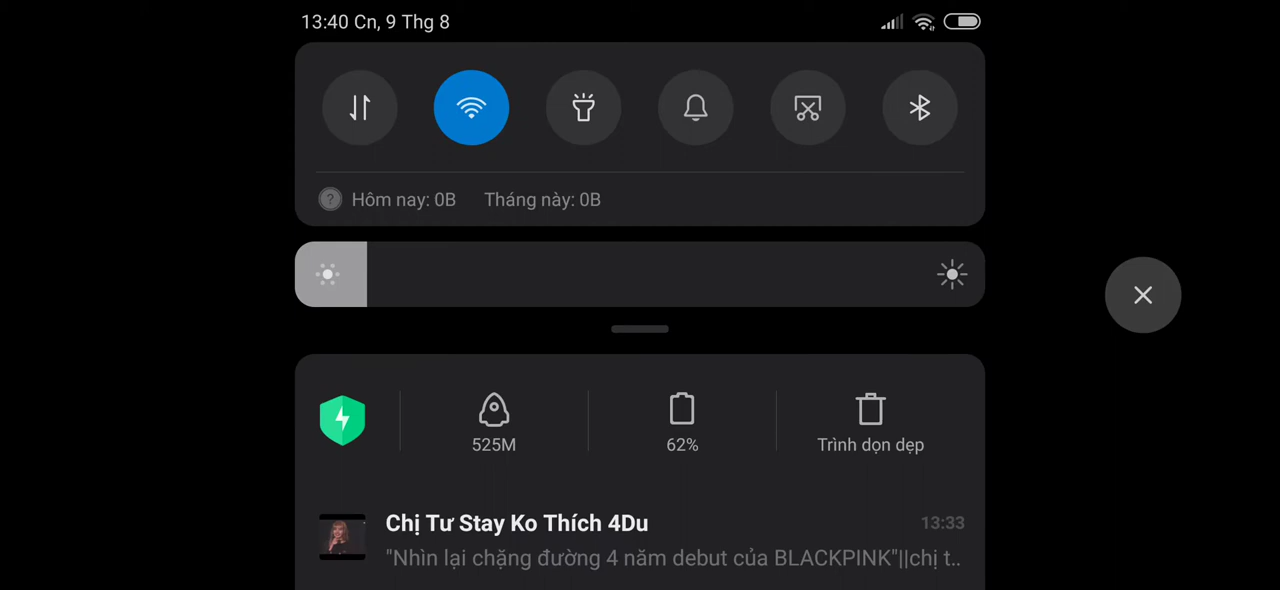 13:40 Cn, 9 Thg 8
? Hôm nay: 0B Tháng này: 0B
525M 62% Trình dọn dẹp
Chị Tư Stay Ko Thích 4Du 13:33
"Nhìn lại chặng đường 4 năm debut của BLACKPINK"||chị t..